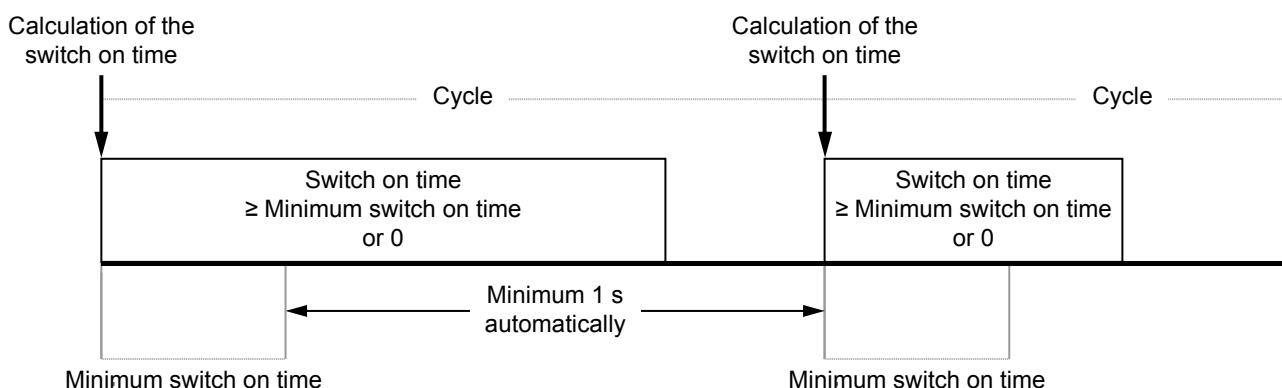 Calculation of the
switch on time
Calculation of the
switch on time
Cycle
Cycle
Switch on time
≥ Minimum switch on time
or 0
Switch on time
≥ Minimum switch on time
or 0
Minimum 1 s
automatically
Minimum switch on time
Minimum switch on time